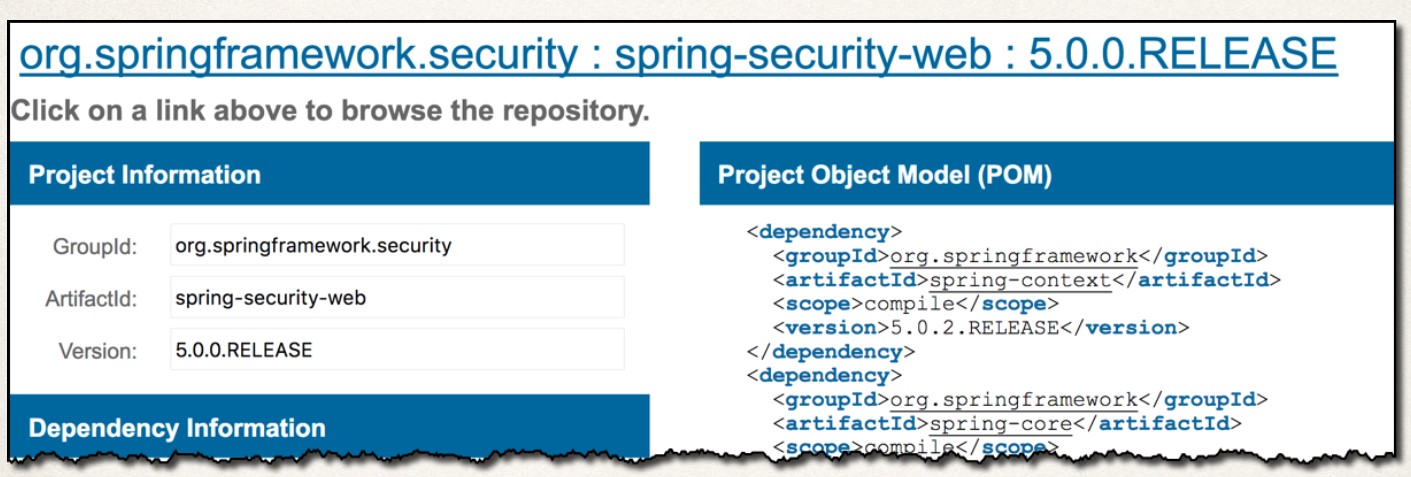 org.springframework.security : spring-security-web : 5.0.0.RELEASE
Click on a link above to browse the repository.
Project Information
GroupId: org.springframework.security
ArtifactId: spring-security-web
Version: 5.0.0.RELEASE
Dependency Information
Project Object Model (POM)
<dependency>
<groupId>org.springframework</groupId>
<artifactId>spring-context</artifactId>
<scope>compile</scope>
<version>5.0.2.RELEASE</version>
</dependency>
<dependency>
<groupId>org.springframework</groupId>
<artifactId>spring-core</artifactId>
<scope>compile</scope>